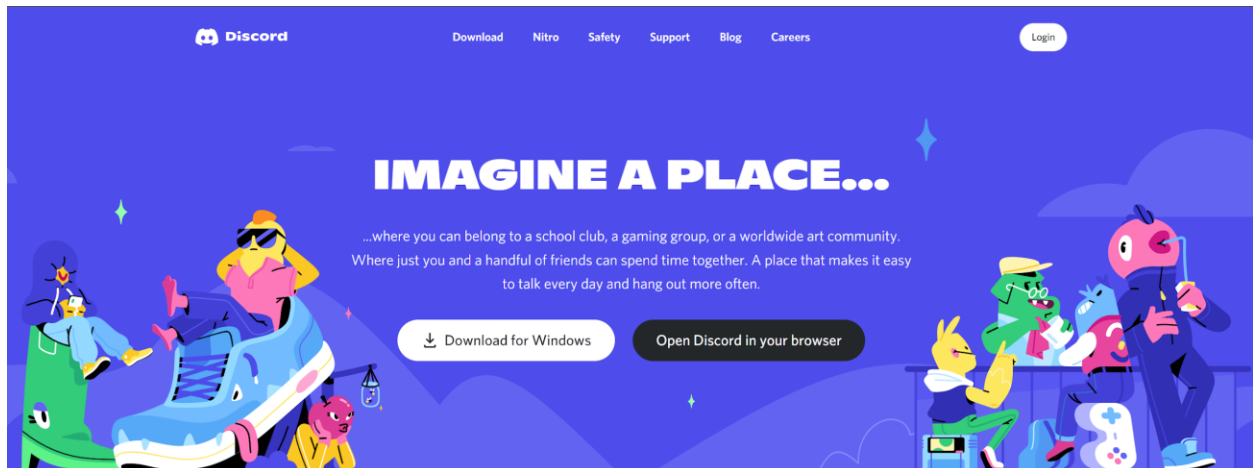 Discord
Download Nitro Safety Support Blog Careers
Login
IMAGINE A PLACE...
...where you can belong to a school club, a gaming group, or a worldwide art community.
Where just you and a handful of friends can spend time together. A place that makes it easy
to talk every day and hang out more often.
Download for Windows
Open Discord in your browser